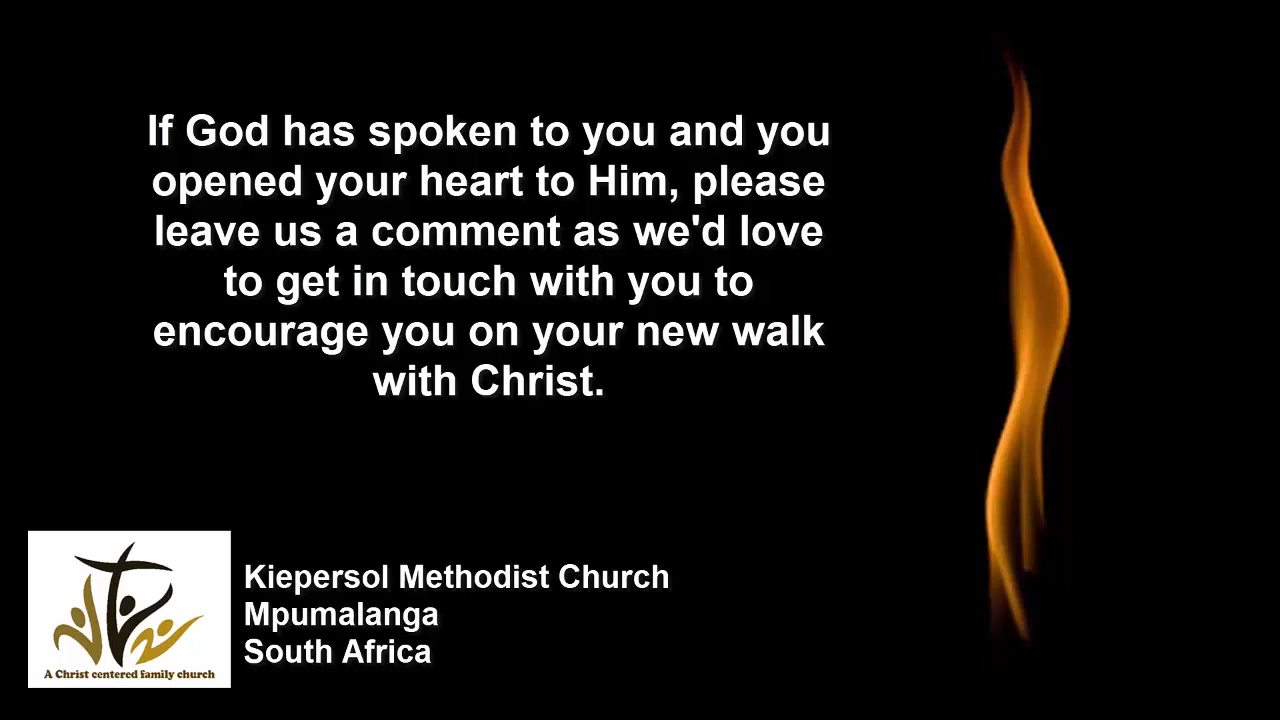 If God has spoken to you and you
opened your heart to Him, please
leave us a comment as we'd love
to get in touch with you to
encourage you on your new walk
with Christ.
Kiepersol Methodist Church
Mpumalanga
South Africa
A Christ centered family church